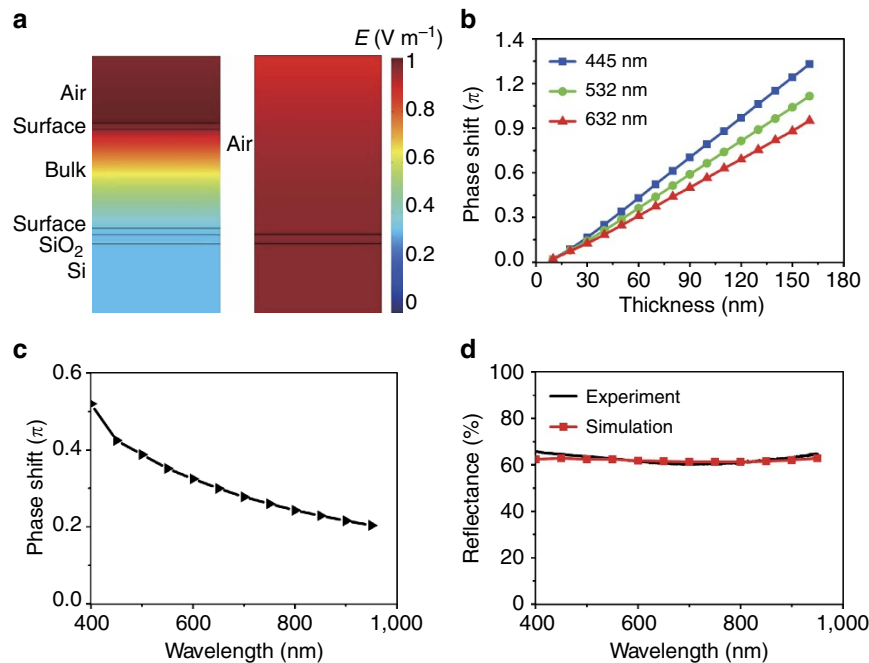 a
E (V m⁻¹)
Air
Surface
Bulk
Surface
SiO₂
Si
Air
1
0.8
0.6
0.4
0.2
0
b
Phase shift (π)
1.4
1.2
0.9
0.6
0.3
0.0
445 nm
532 nm
632 nm
0 30 60 90 120 150 180
Thickness (nm)
c
Phase shift (π)
0.6
0.4
0.2
0.0
400 600 800 1,000
Wavelength (nm)
d
Reflectance (%)
100
80
60
40
20
0
Experiment
Simulation
400 600 800 1,000
Wavelength (nm)